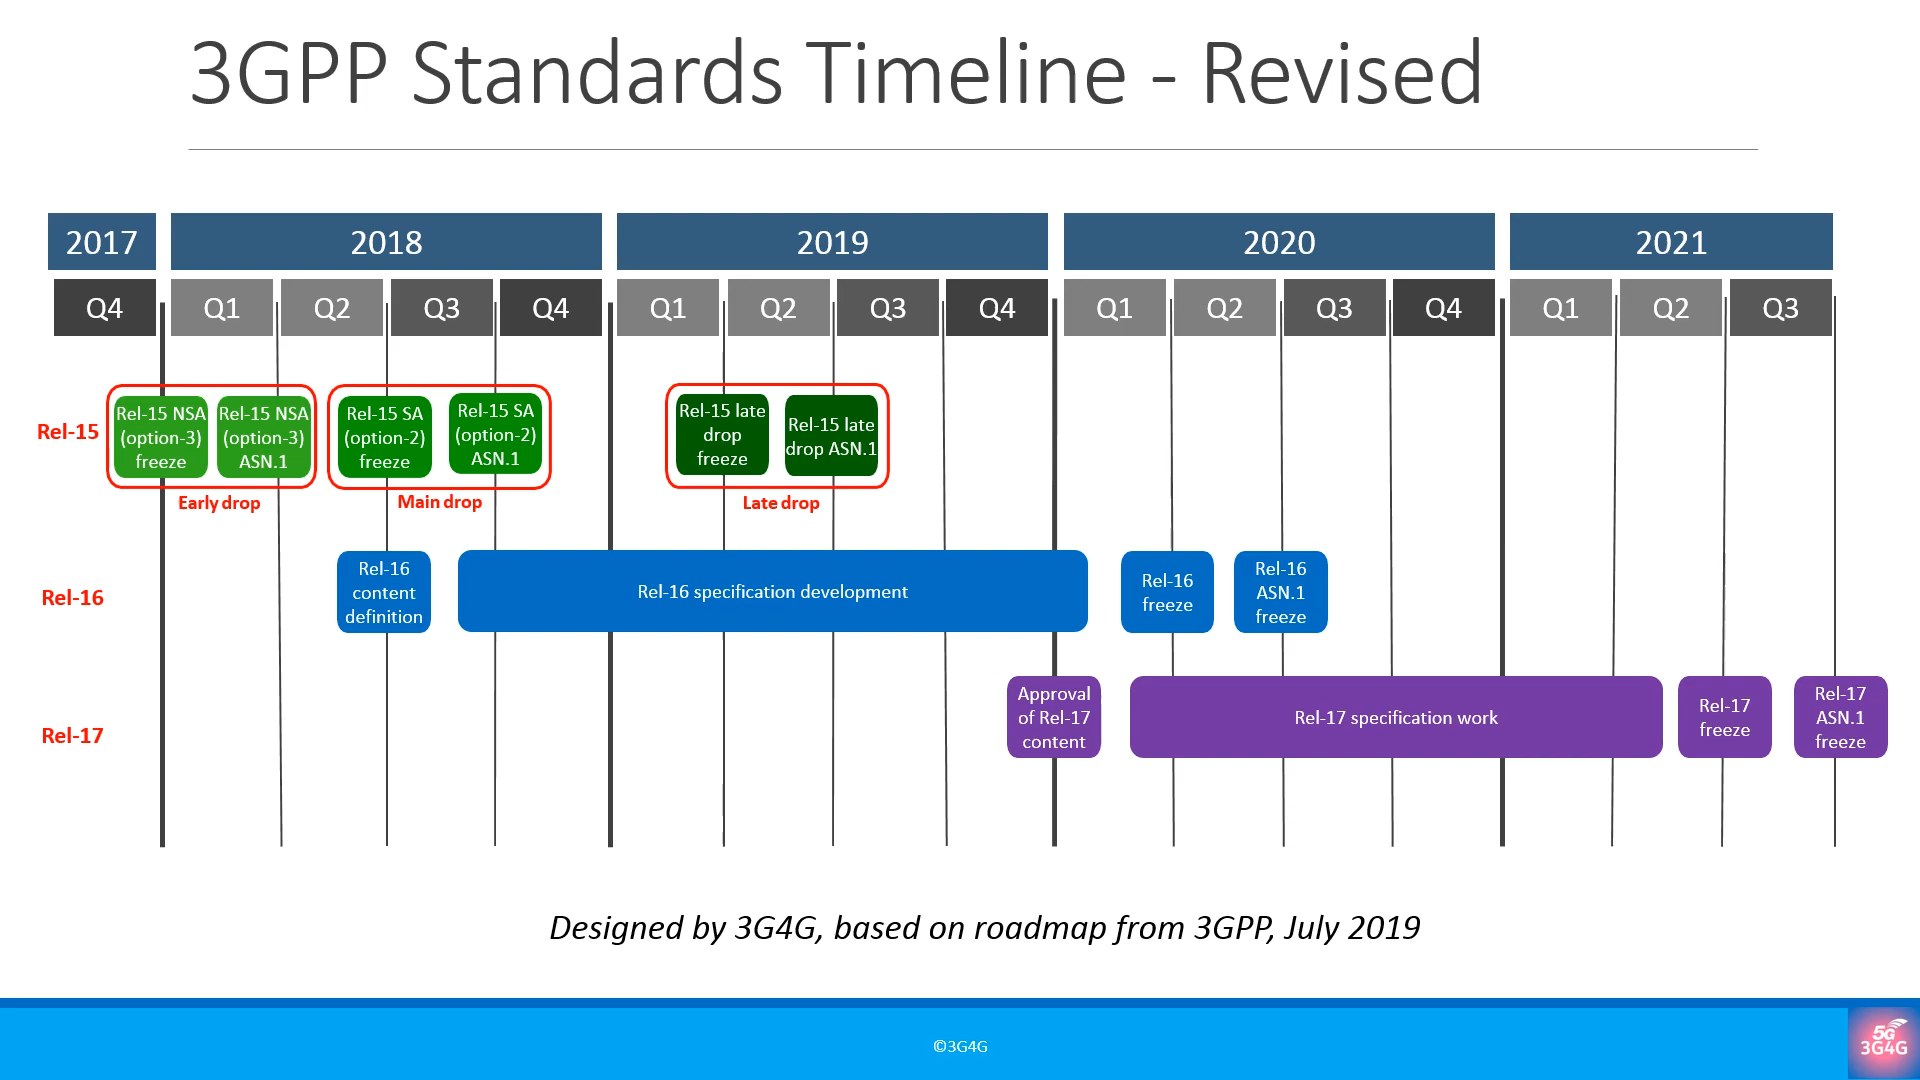 3GPP Standards Timeline - Revised
2017
2018
2019
2020
2021
Q4
Q1
Q2
Q3
Q4
Q1
Q2
Q3
Q4
Q1
Q2
Q3
Q4
Q1
Q2
Q3
Rel-15
Rel-15 NSA
(option-3)
freeze
Rel-15 NSA
(option-3)
ASN.1
Early drop
Rel-15 SA
(option-2)
freeze
Rel-15 SA
(option-2)
ASN.1
Main drop
Rel-15 late
drop
freeze
Rel-15 late
drop ASN.1
Late drop
Rel-16
Rel-16
content
definition
Rel-16 specification development
Rel-16
freeze
Rel-16
ASN.1
freeze
Rel-17
Approval
of Rel-17
content
Rel-17 specification work
Rel-17
freeze
Rel-17
ASN.1
freeze
Designed by 3G4G, based on roadmap from 3GPP, July 2019
©3G4G
5G
3G4G